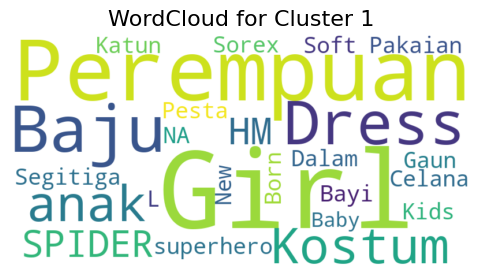 WordCloud for Cluster 1
Katun Sorex Soft Pakaian
Perempuan
Baju Pesta NA HM Dress
Segitiga Girl New Born Dalam Gaun
anak L Bayi Celana
Baby Kids
SPIDER superhero Kostum